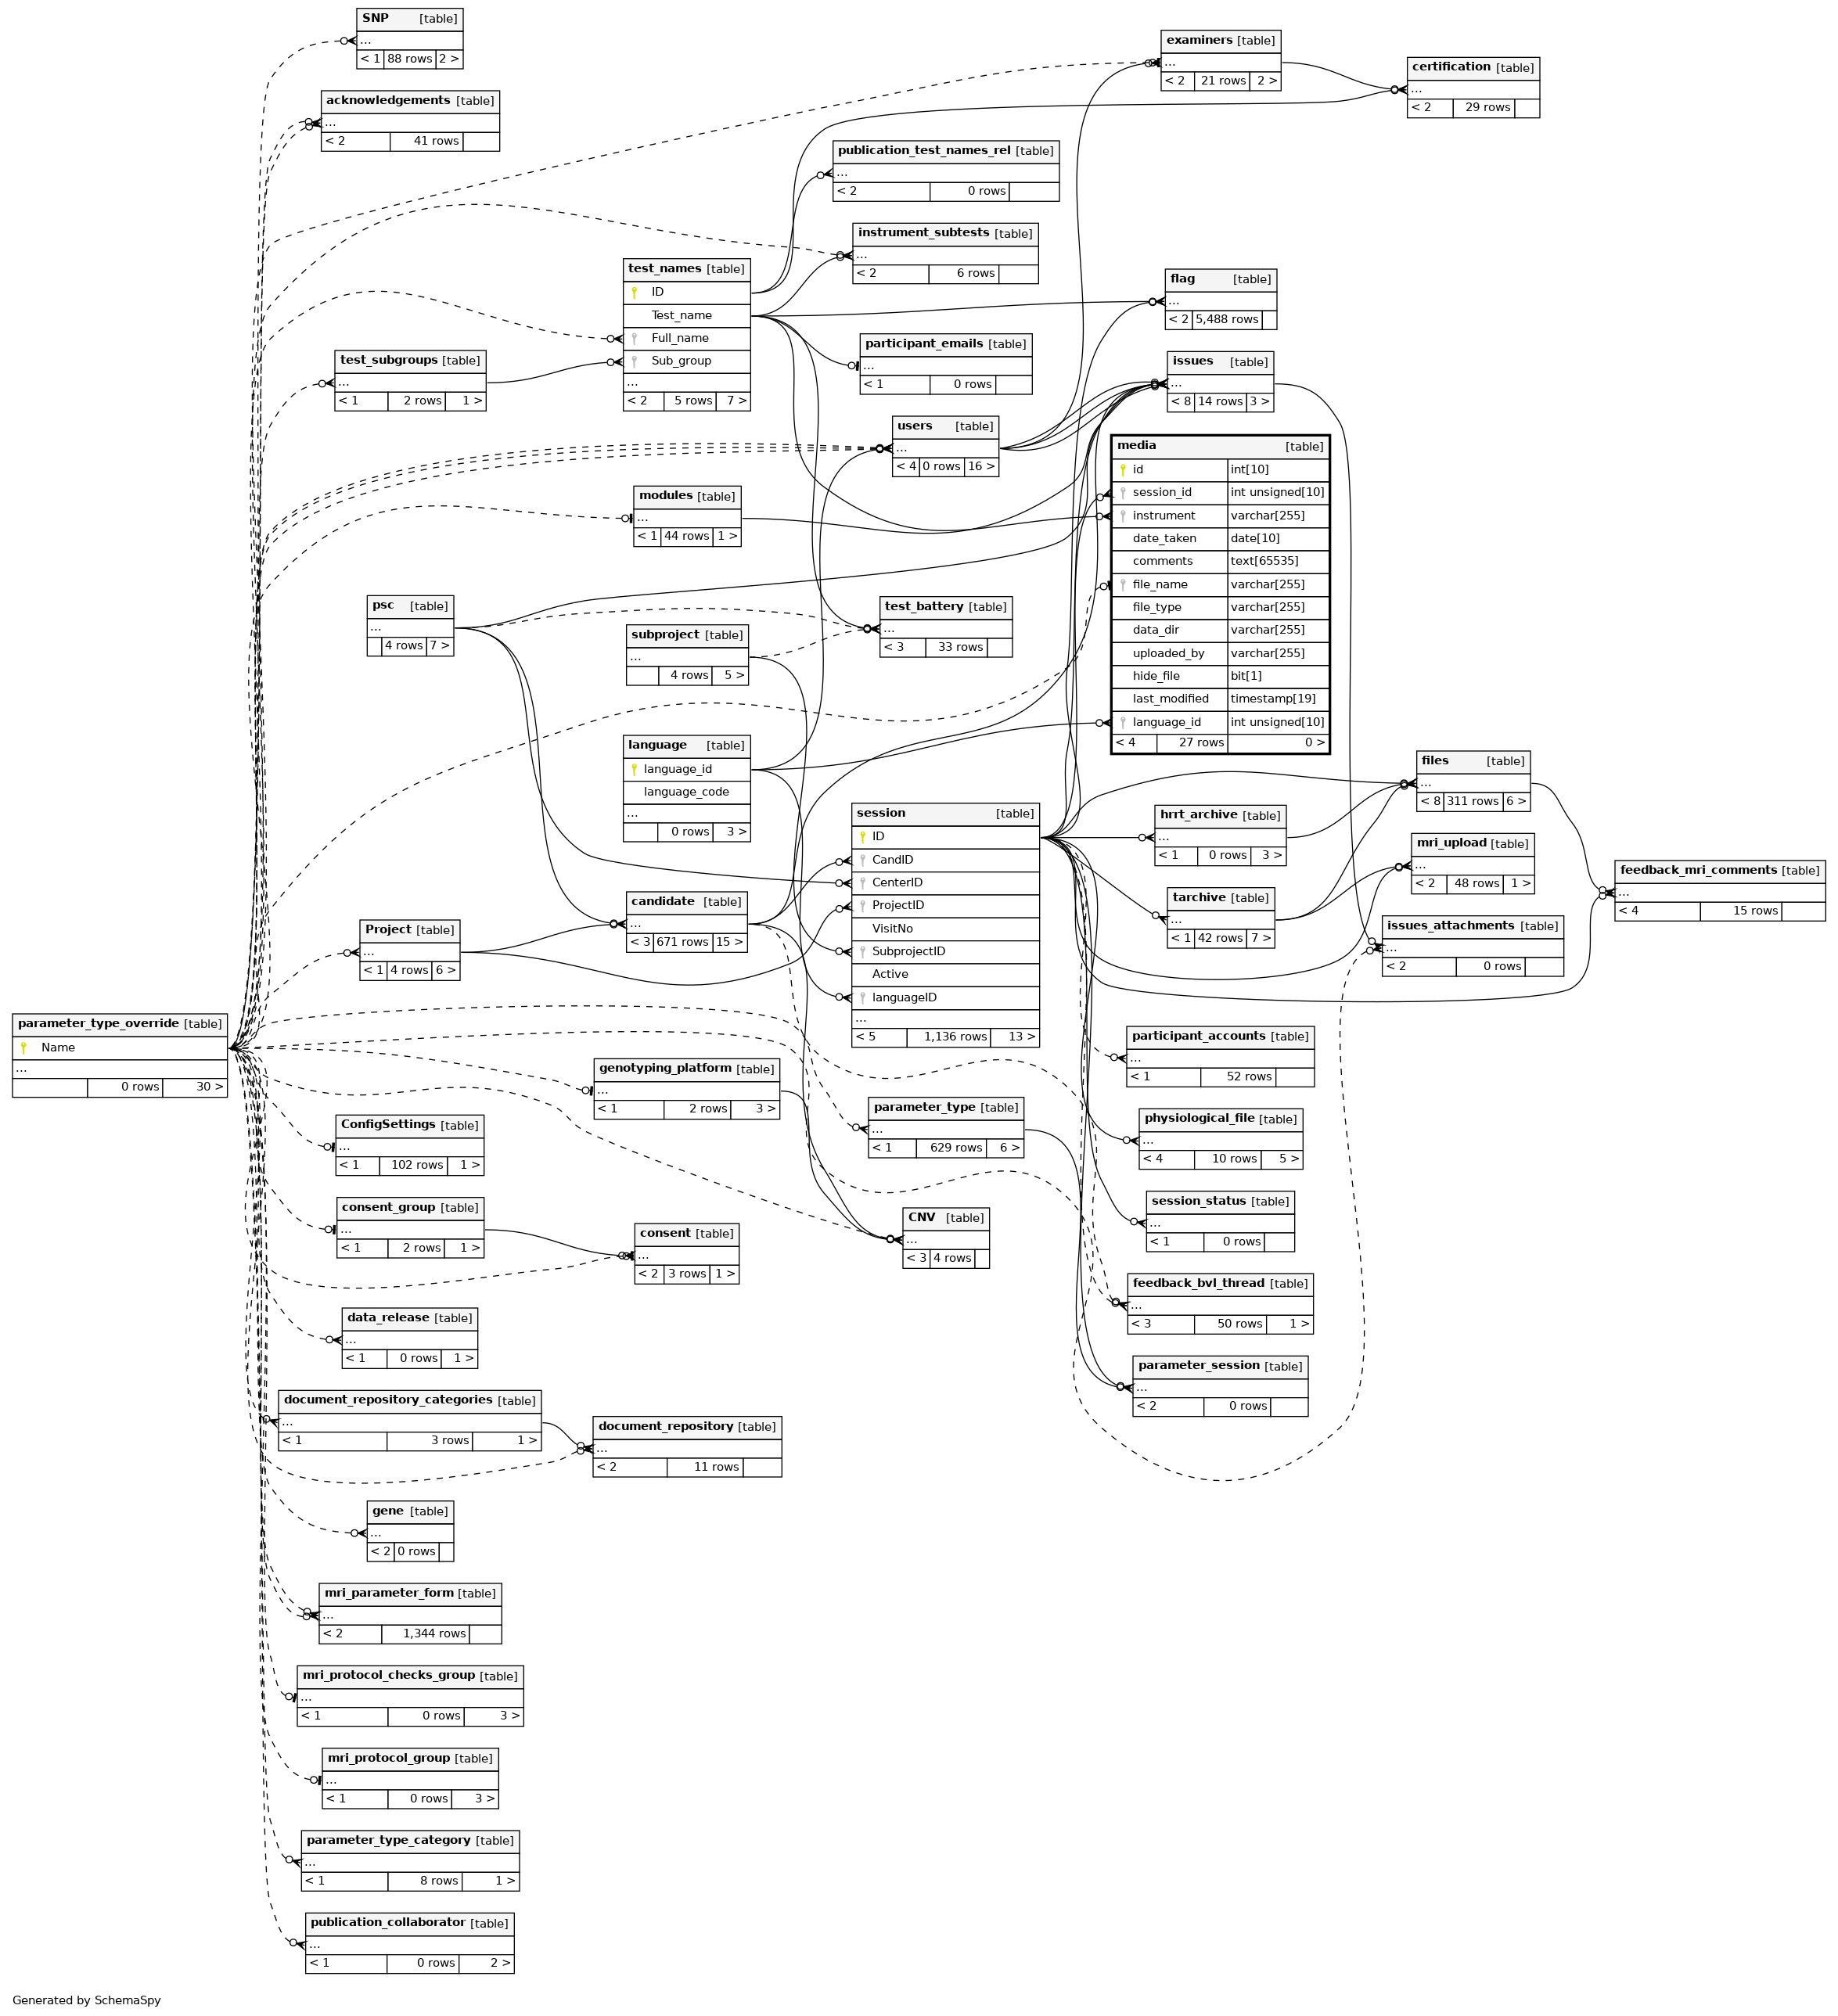 SNP [table]
...
< 1 88 rows 2 >
acknowledgements [table]
...
< 2 41 rows
examiners [table]
...
< 2 21 rows 2 >
certification [table]
...
< 2 29 rows
publication_test_names_rel [table]
...
< 2 0 rows
instrument_subtests [table]
...
< 2 6 rows
test_names [table]
ID
Test_name
Full_name
Sub_group
...
< 2 5 rows 7 >
flag [table]
...
< 2 5,488 rows
participant_emails [table]
...
< 1 0 rows
test_subgroups [table]
...
< 1 2 rows 1 >
issues [table]
...
< 8 14 rows 3 >
users [table]
...
< 4 0 rows 16 >
media [table]
id int[10]
session_id int unsigned[10]
instrument varchar[255]
date_taken date[10]
comments text[65535]
file_name varchar[255]
file_type varchar[255]
data_dir varchar[255]
uploaded_by varchar[255]
hide_file bit[1]
last_modified timestamp[19]
language_id int unsigned[10]
< 4 27 rows 0 >
modules [table]
...
< 1 44 rows 1 >
psc [table]
...
4 rows 7 >
test_battery [table]
...
< 3 33 rows
subproject [table]
...
4 rows 5 >
language [table]
language_id
language_code
...
0 rows 3 >
files [table]
...
< 8 311 rows 6 >
session [table]
ID
CandID
CenterID
ProjectID
VisitNo
SubprojectID
Active
languageID
...
< 5 1,136 rows 13 >
hrrt_archive [table]
...
< 1 0 rows 3 >
mri_upload [table]
...
< 2 48 rows 1 >
feedback_mri_comments [table]
...
< 4 15 rows
tarchive [table]
...
< 1 42 rows 7 >
candidate [table]
...
< 3 671 rows 15 >
issues_attachments [table]
...
< 2 0 rows
Project [table]
...
< 1 4 rows 6 >
parameter_type_override [table]
Name
...
0 rows 30 >
participant_accounts [table]
...
< 1 52 rows
genotyping_platform [table]
...
< 1 2 rows 3 >
parameter_type [table]
...
< 1 629 rows 6 >
ConfigSettings [table]
...
< 1 102 rows 1 >
physiological_file [table]
...
< 4 10 rows 5 >
consent_group [table]
...
< 1 2 rows 1 >
session_status [table]
...
< 1 0 rows
consent [table]
...
< 2 3 rows 1 >
CNV [table]
...
< 3 4 rows
feedback_bvl_thread [table]
...
< 3 50 rows 1 >
data_release [table]
...
< 1 0 rows 1 >
parameter_session [table]
...
< 2 0 rows
document_repository_categories [table]
...
< 1 3 rows 1 >
document_repository [table]
...
< 2 11 rows
gene [table]
...
< 2 0 rows
mri_parameter_form [table]
...
< 2 1,344 rows
mri_protocol_checks_group [table]
...
< 1 0 rows 3 >
mri_protocol_group [table]
...
< 1 0 rows 3 >
parameter_type_category [table]
...
< 1 8 rows 1 >
publication_collaborator [table]
...
< 1 0 rows 2 >
Generated by SchemaSpy